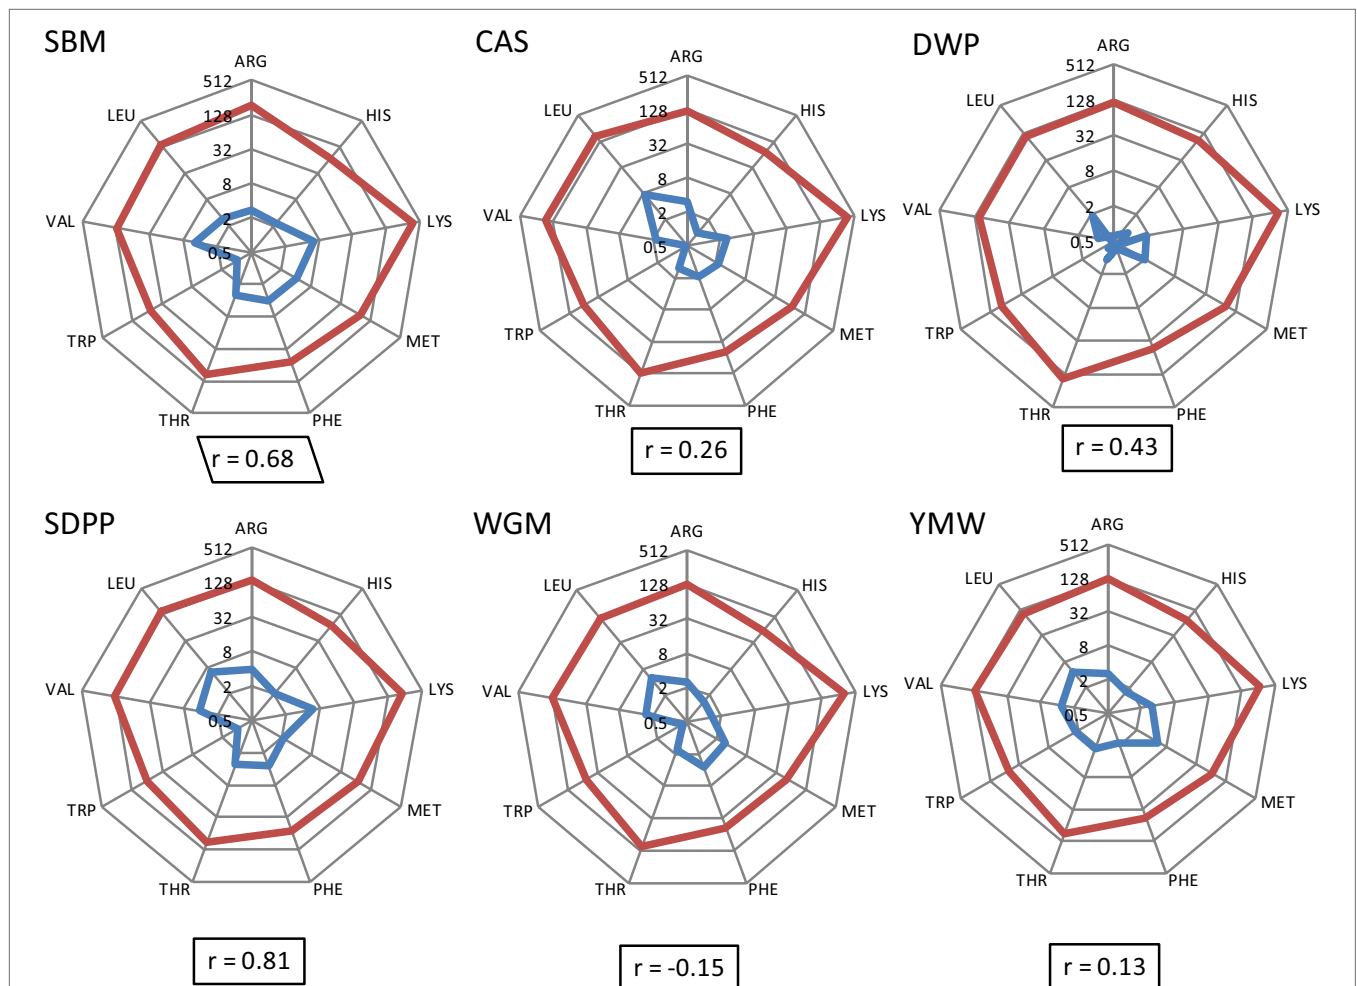 SBM
ARG
512
128
32
8
2
0.5
HIS
LYS
MET
PHE
THR
TRP
VAL
LEU
r = 0.68
CAS
ARG
512
128
32
8
2
0.5
HIS
LYS
MET
PHE
THR
TRP
VAL
LEU
r = 0.26
DWP
ARG
512
128
32
8
2
0.5
HIS
LYS
MET
PHE
THR
TRP
VAL
LEU
r = 0.43
SDPP
ARG
512
128
32
8
2
0.5
HIS
LYS
MET
PHE
THR
TRP
VAL
LEU
r = 0.81
WGM
ARG
512
128
32
8
2
0.5
HIS
LYS
MET
PHE
THR
TRP
VAL
LEU
r = -0.15
YMW
ARG
512
128
32
8
2
0.5
HIS
LYS
MET
PHE
THR
TRP
VAL
LEU
r = 0.13